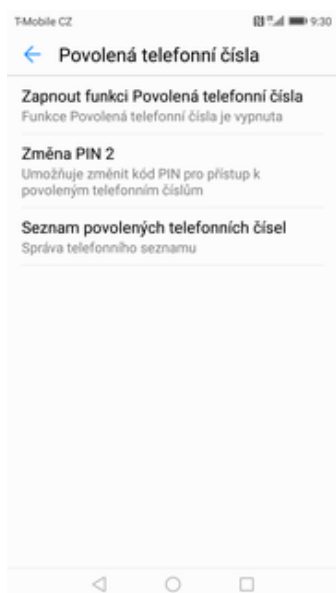 T-Mobile CZ 9:30
Povolená telefonní čísla
Zapnout funkci Povolená telefonní čísla
Funkce Povolená telefonní čísla je vypnuta
Změna PIN 2
Umožňuje změnit kód PIN pro přístup k
povoleným telefonním číslům
Seznam povolených telefonních čísel
Správa telefonního seznamu